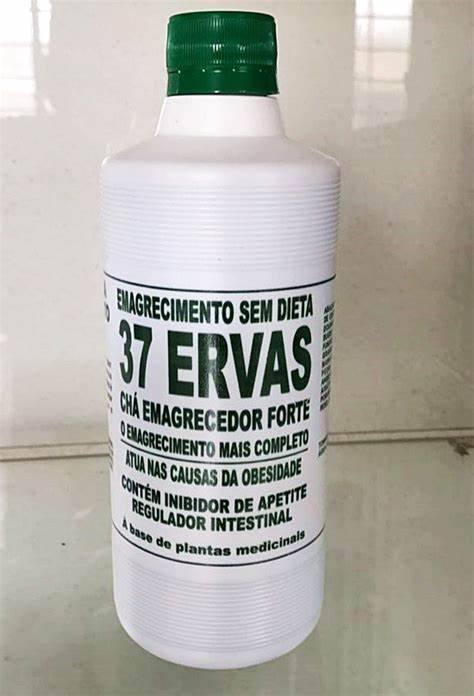 EMAGRECIMENTO SEM DIETA
37 ERVAS
CHÁ EMAGRECEDOR FORTE
O EMAGRECIMENTO MAIS COMPLETO
ATUA NAS CAUSAS DA OBESIDADE
CONTÉM INIBIDOR DE APETITE
REGULADOR INTESTINAL
À base de plantas medicinais